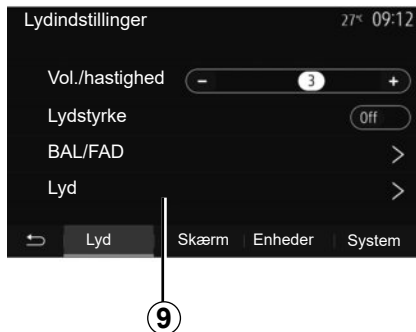 Lydindstillinger 27°ᶜ 09:12
Vol./hastighed - 3 +
Lydstyrke Off
BAL/FAD >
Lyd >
Lyd Skærm Enheder System
9